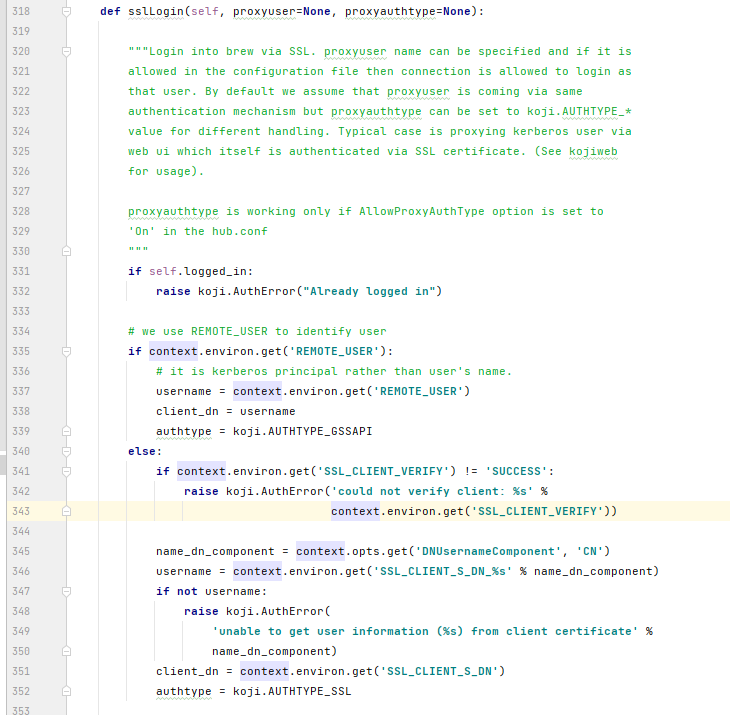 318 def sslLogin(self, proxyuser=None, proxyauthtype=None):
319
320 """Login into brew via SSL. proxyuser name can be specified and if it is
321 allowed in the configuration file then connection is allowed to login as
322 that user. By default we assume that proxyuser is coming via same
323 authentication mechanism but proxyauthtype can be set to koji.AUTHTYPE_*
324 value for different handling. Typical case is proxying kerberos user via
325 web ui which itself is authenticated via SSL certificate. (See kojiweb
326 for usage).
327
328 proxyauthtype is working only if AllowProxyAuthType option is set to
329 'On' in the hub.conf
330 """
331 if self.logged_in:
332 raise koji.AuthError("Already logged in")
333
334 # we use REMOTE_USER to identify user
335 if context.environ.get('REMOTE_USER'):
336 # it is kerberos principal rather than user's name.
337 username = context.environ.get('REMOTE_USER')
338 client_dn = username
339 authtype = koji.AUTHTYPE_GSSAPI
340 else:
341 if context.environ.get('SSL_CLIENT_VERIFY') != 'SUCCESS':
342 raise koji.AuthError('could not verify client: %s' %
343 context.environ.get('SSL_CLIENT_VERIFY'))
344
345 name_dn_component = context.opts.get('DNUsernameComponent', 'CN')
346 username = context.environ.get('SSL_CLIENT_S_DN_%s' % name_dn_component)
347 if not username:
348 raise koji.AuthError(
349 'unable to get user information (%s) from client certificate' %
350 name_dn_component)
351 client_dn = context.environ.get('SSL_CLIENT_S_DN')
352 authtype = koji.AUTHTYPE_SSL
353